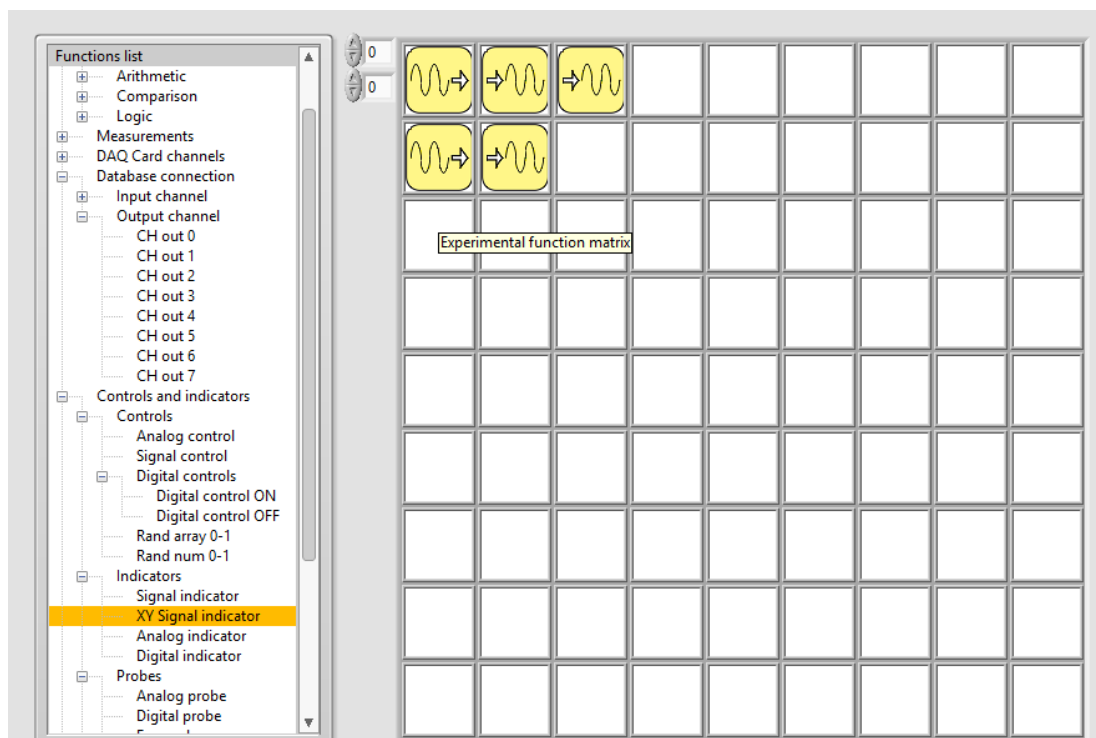 Functions list
Arithmetic
Comparison
Logic
Measurements
DAQ Card channels
Database connection
Input channel
Output channel
CH out 0
CH out 1
CH out 2
CH out 3
CH out 4
CH out 5
CH out 6
CH out 7
Controls and indicators
Controls
Analog control
Signal control
Digital controls
Digital control ON
Digital control OFF
Rand array 0-1
Rand num 0-1
Indicators
Signal indicator
XY Signal indicator
Analog indicator
Digital indicator
Probes
Analog probe
Digital probe
0
0
Experimental function matrix